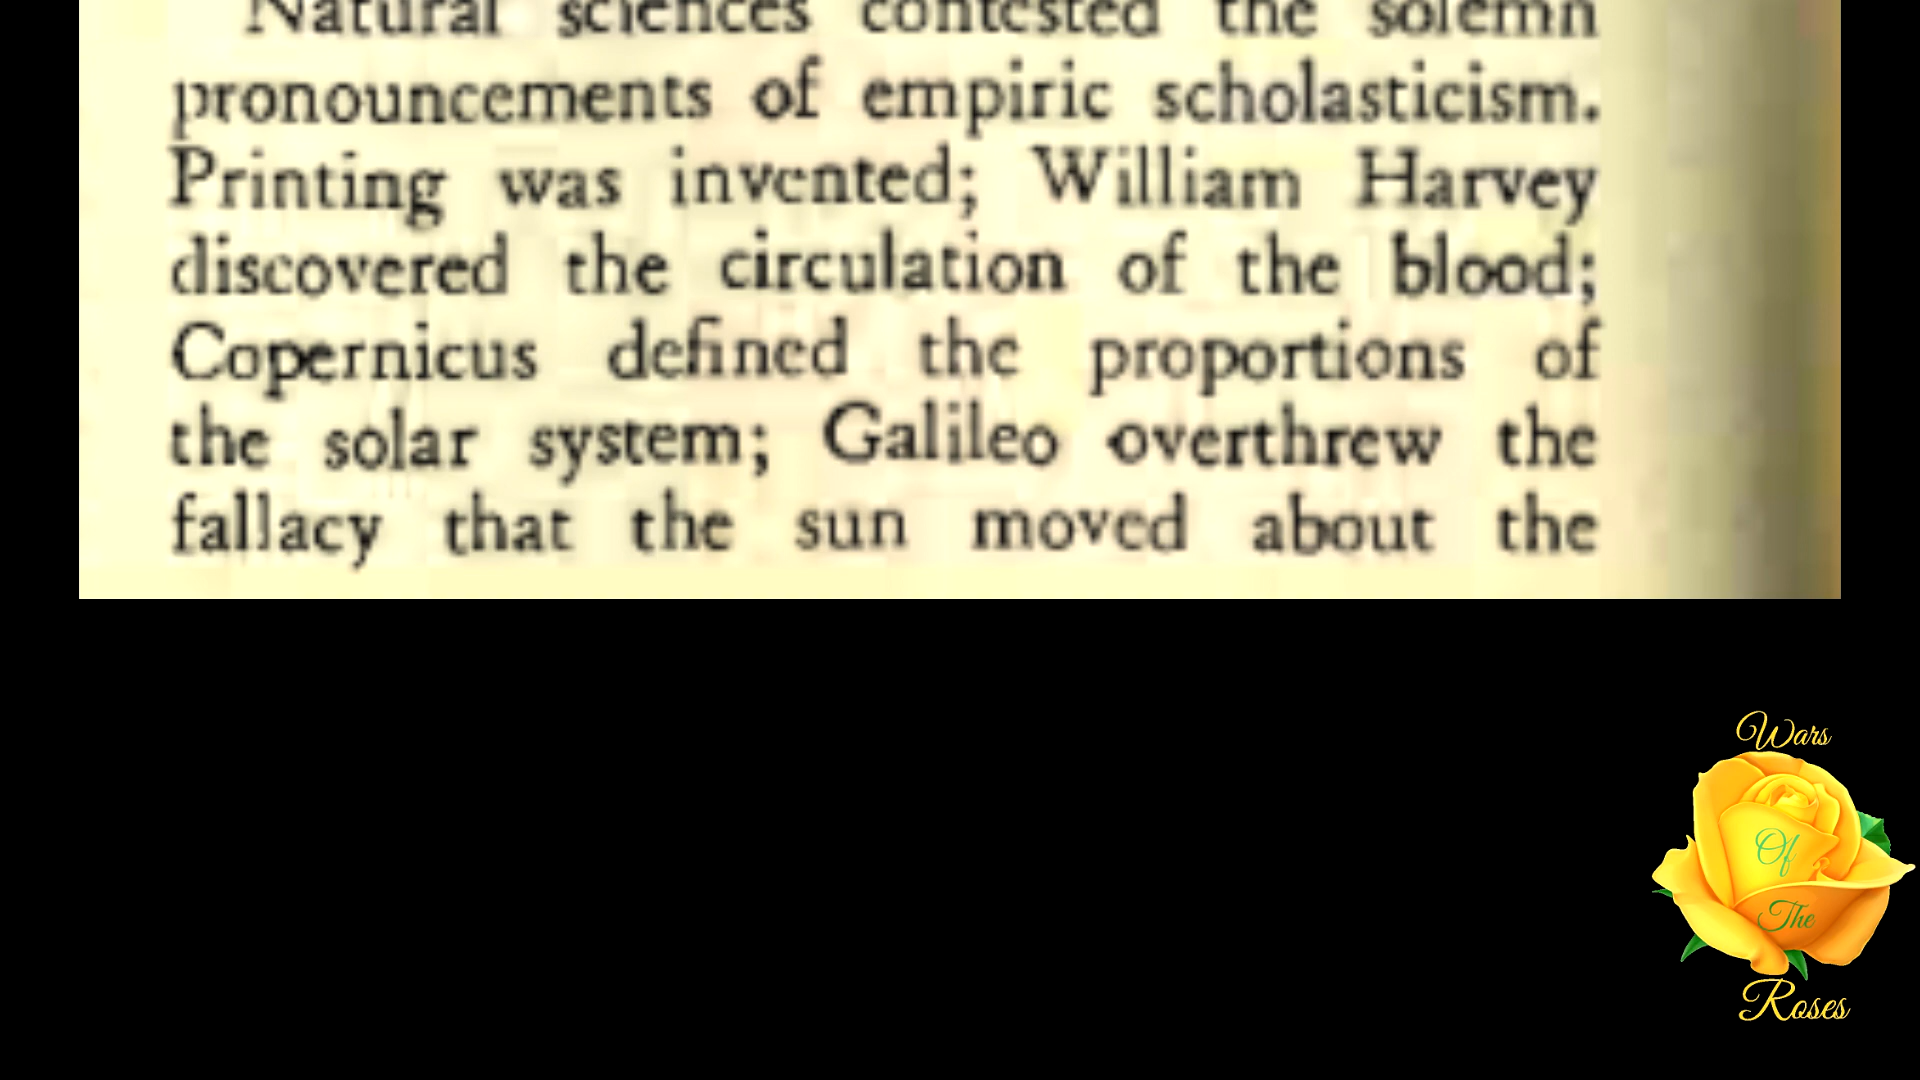 Natural sciences contested the solemn
pronouncements of empiric scholasticism.
Printing was invented; William Harvey
discovered the circulation of the blood;
Copernicus defined the proportions of
the solar system; Galileo overthrew the
fallacy that the sun moved about the
Wars
Of
The
Roses